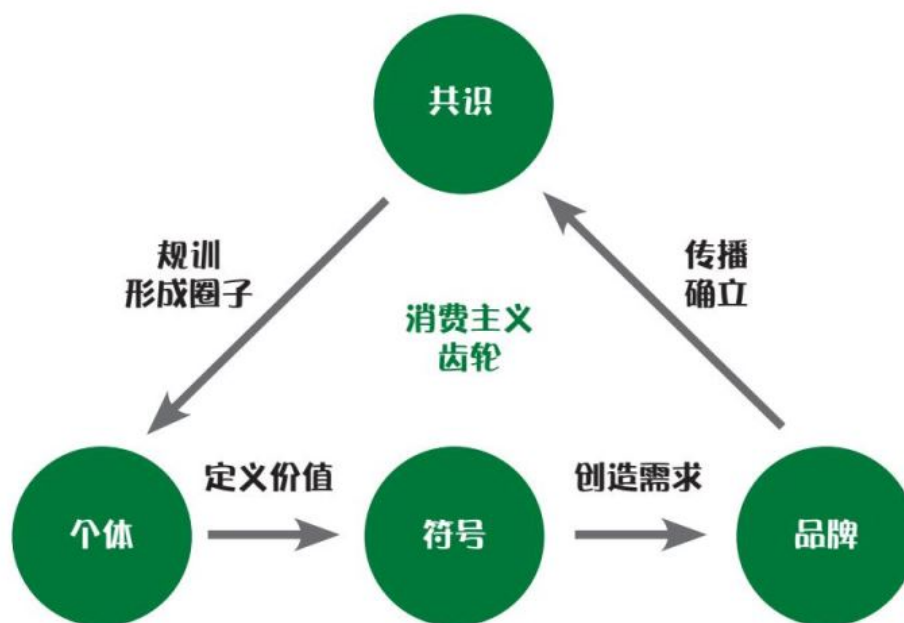 共识
规训
形成圈子
传播
确立
消费主义
齿轮
定义价值
创造需求
个体
符号
品牌